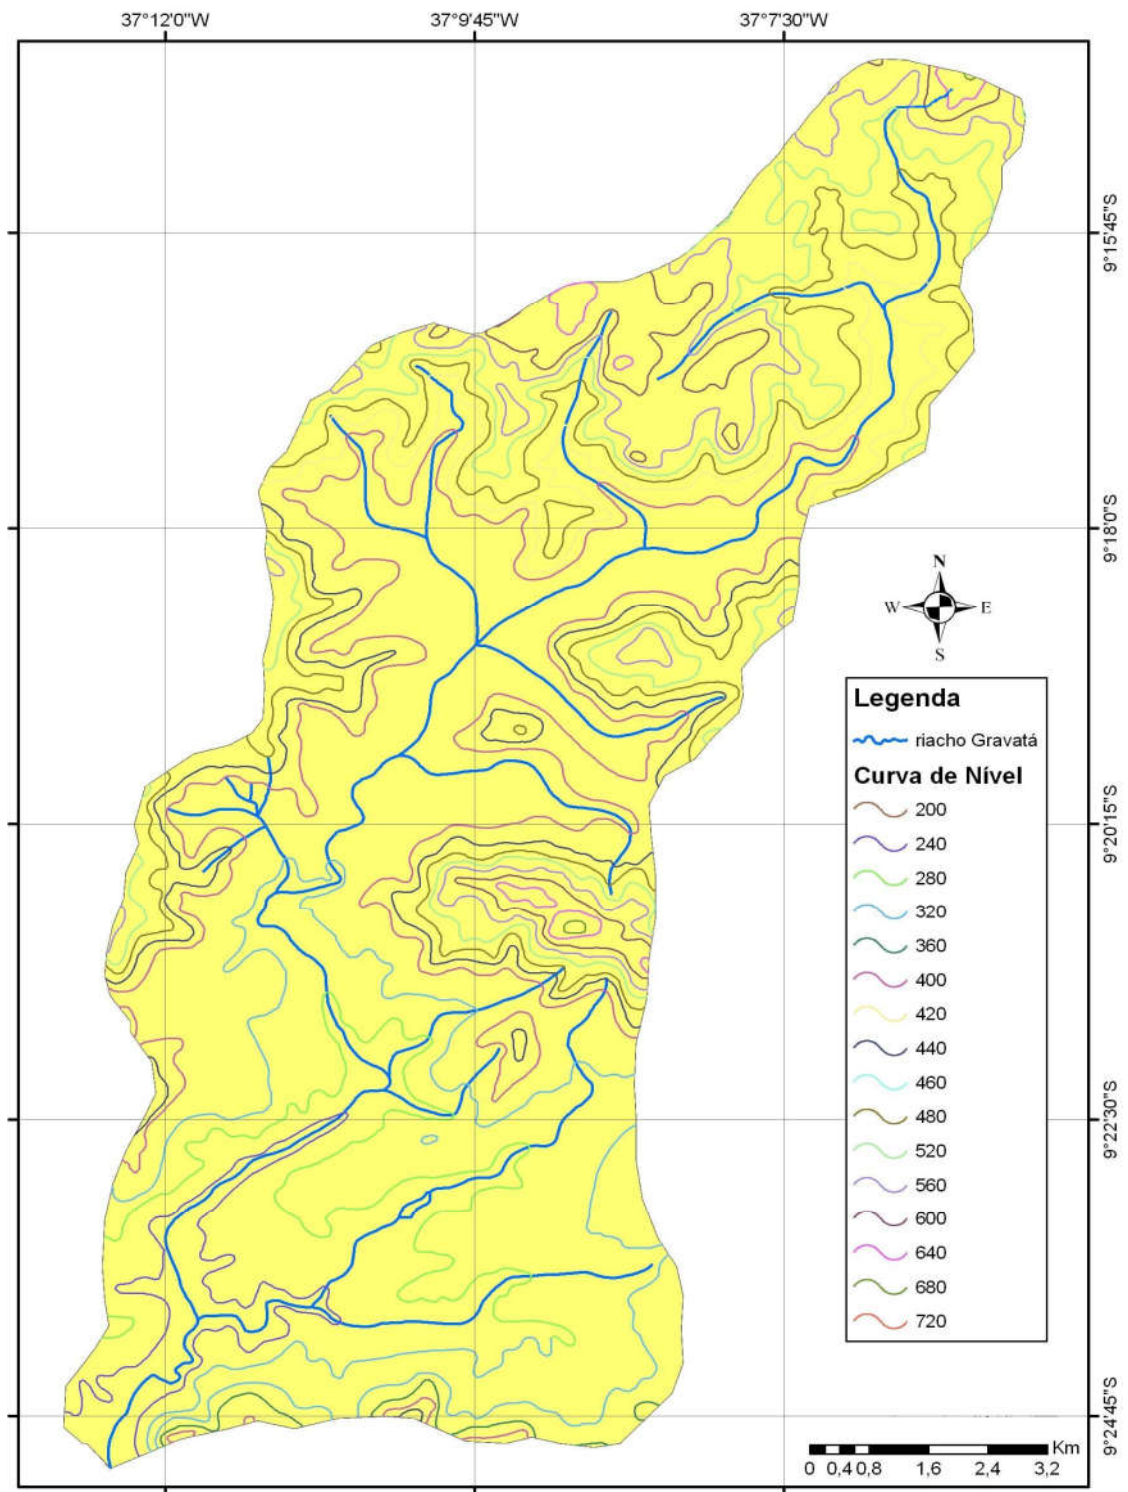 37°12'0"W 37°9'45"W 37°7'30"W
9°15'45"S
9°18'0"S
N
W E
S
Legenda
riacho Gravatá
Curva de Nível
200
240
9°20'15"S
280
320
360
400
420
440
460
480
9°22'30"S
520
560
600
640
680
720
9°24'45"S
Km
0 0,4 0,8 1,6 2,4 3,2